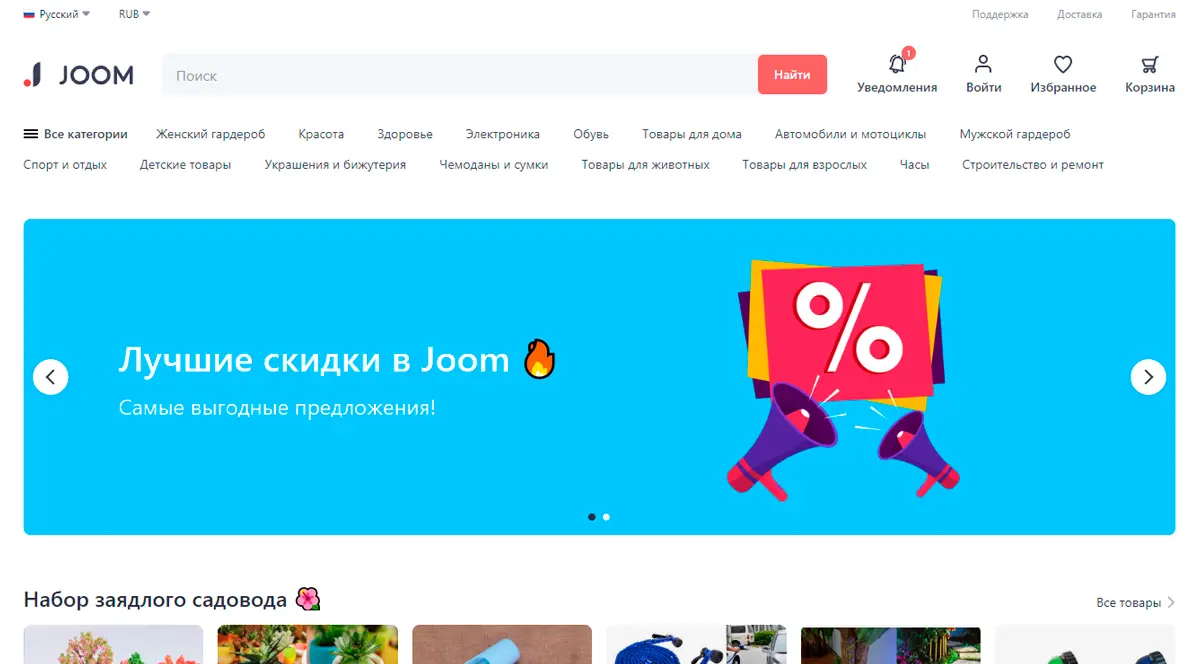 Русский RUB Поддержка Доставка Гарантия
JOOM Поиск Найти 1 Уведомления Войти Избранное Корзина
Все категории Женский гардероб Красота Здоровье Электроника Обувь Товары для дома Автомобили и мотоциклы Мужской гардероб
Спорт и отдых Детские товары Украшения и бижутерия Чемоданы и сумки Товары для животных Товары для взрослых Часы Строительство и ремонт
%
Лучшие скидки в Joom 🔥
Самые выгодные предложения!
Набор заядлого садовода 🌺 Все товары